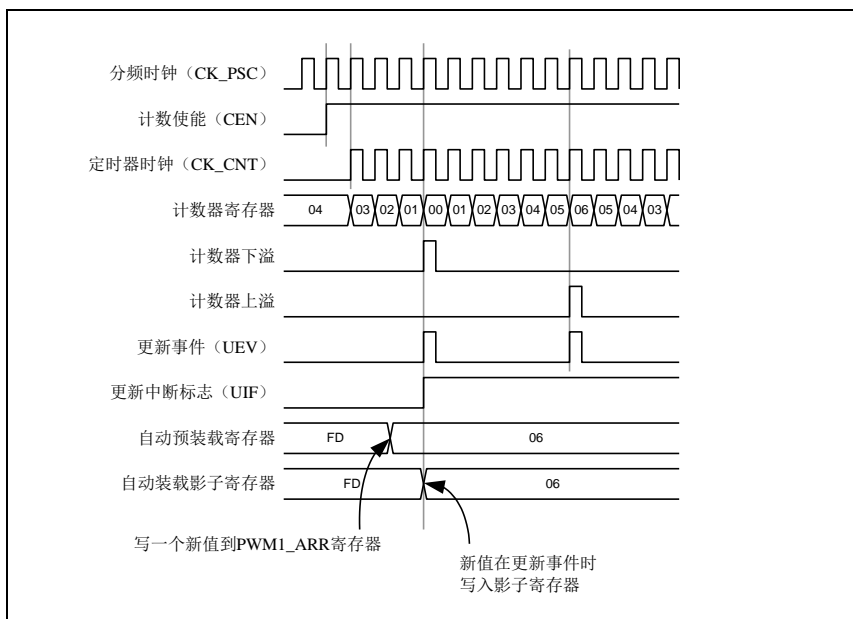 分频时钟（CK_PSC）
计数使能（CEN）
定时器时钟（CK_CNT）
计数器寄存器 04 03 02 01 00 01 02 03 04 05 06 05 04 03
计数器下溢
计数器上溢
更新事件（UEV）
更新中断标志（UIF）
自动预装载寄存器 FD 06
自动装载影子寄存器 FD 06
写一个新值到PWM1_ARR寄存器
新值在更新事件时
写入影子寄存器